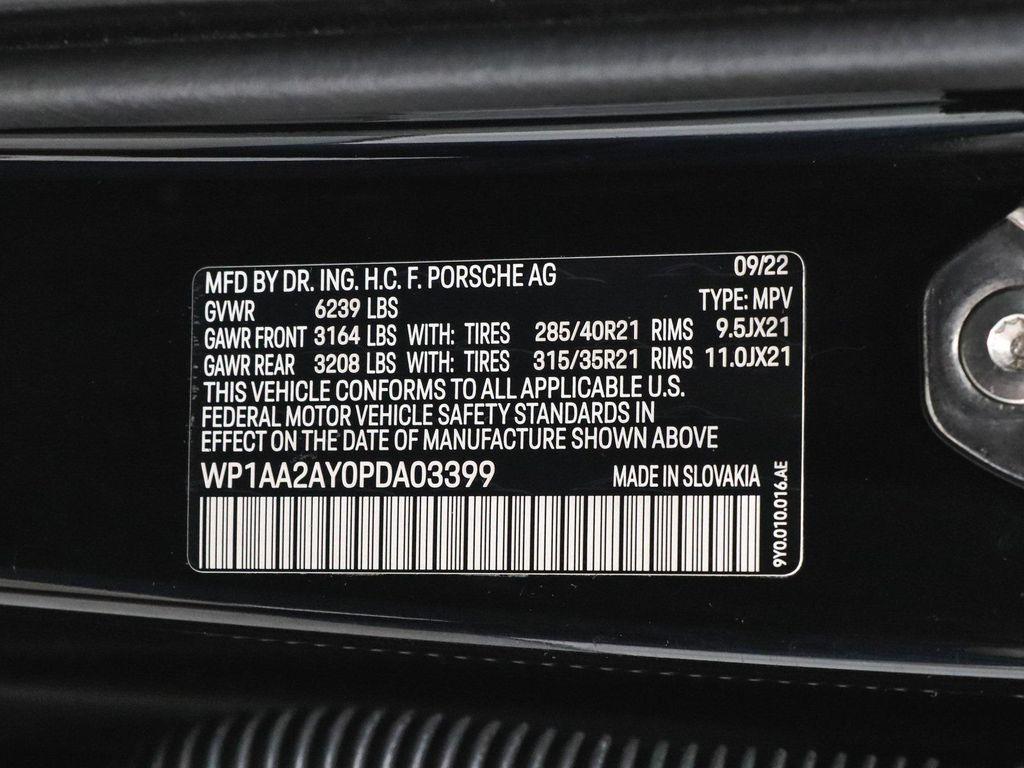 MFD BY DR. ING. H.C. F. PORSCHE AG 09/22
GVWR 6239 LBS TYPE: MPV
GAWR FRONT 3164 LBS WITH: TIRES 285/40R21 RIMS 9.5JX21
GAWR REAR 3208 LBS WITH: TIRES 315/35R21 RIMS 11.0JX21
THIS VEHICLE CONFORMS TO ALL APPLICABLE U.S.
FEDERAL MOTOR VEHICLE SAFETY STANDARDS IN
EFFECT ON THE DATE OF MANUFACTURE SHOWN ABOVE
WP1AA2AY0PDA03399 MADE IN SLOVAKIA
9Y0.010.016.AE